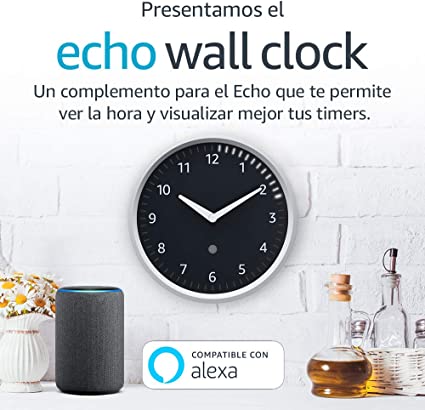 Presentamos el
echo wall clock
Un complemento para el Echo que te permite
ver la hora y visualizar mejor tus timers.
11 12 1
10 2
9 3
8 4
7 6 5
COMPATIBLE CON
alexa